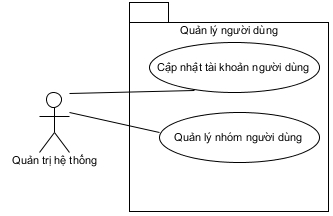 Quản lý người dùng
Cập nhật tài khoản người dùng
Quản lý nhóm người dùng
Quản trị hệ thống